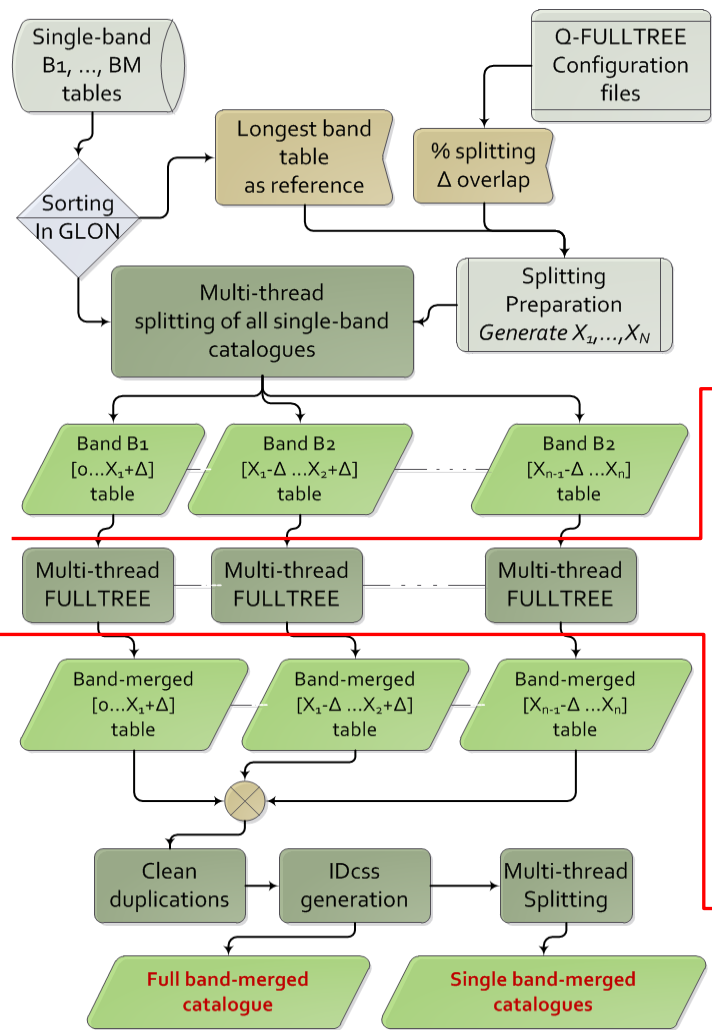 Single-band
B1, ..., BM
tables
Q-FULLTREE
Configuration
files
Longest band
table
as reference
% splitting
Δ overlap
Sorting
In GLON
Splitting
Preparation
Generate X₁,...,X_N
Multi-thread
splitting of all single-band
catalogues
Band B1
[0...X₁+Δ]
table
Band B2
[X₁-Δ ...X₂+Δ]
table
Band B2
[Xₙ₋₁-Δ ...Xₙ]
table
Multi-thread
FULLTREE
Multi-thread
FULLTREE
Multi-thread
FULLTREE
Band-merged
[0...X₁+Δ]
table
Band-merged
[X₁-Δ ...X₂+Δ]
table
Band-merged
[Xₙ₋₁-Δ ...Xₙ]
table
Clean
duplications
IDcss
generation
Multi-thread
Splitting
Full band-merged
catalogue
Single band-merged
catalogues